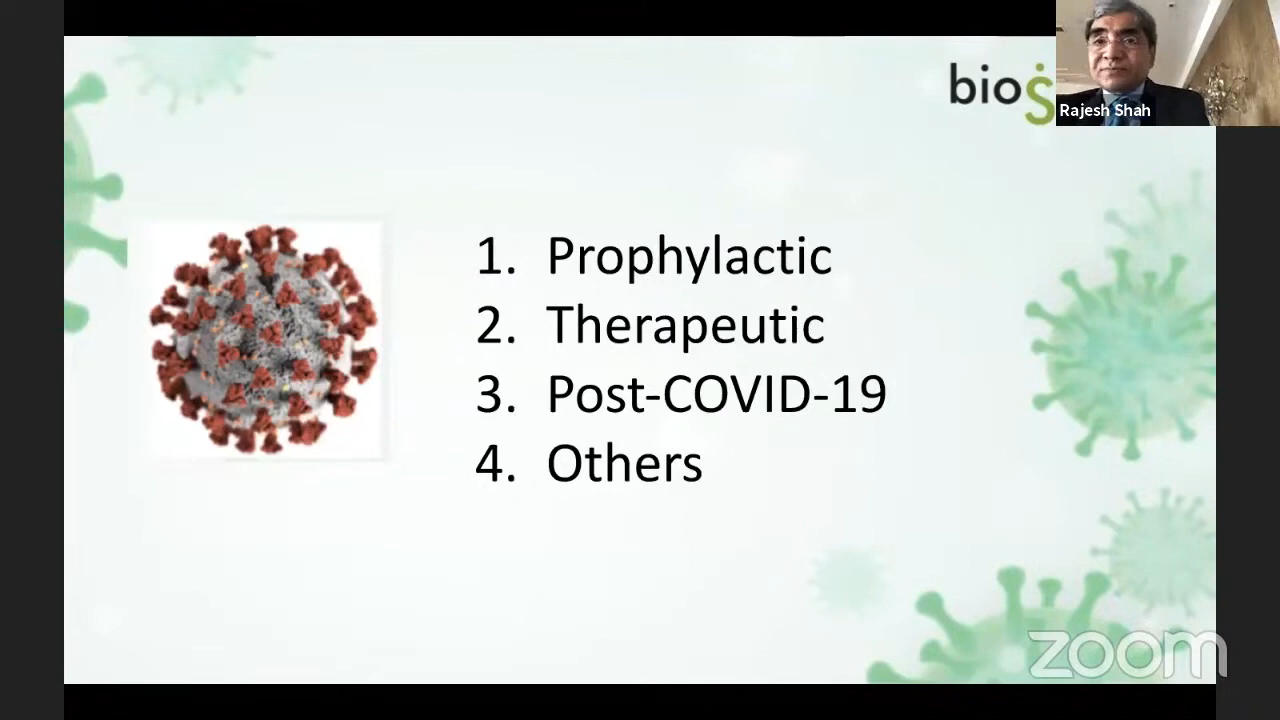 bioS
Rajesh Shah
1. Prophylactic
2. Therapeutic
3. Post-COVID-19
4. Others
zoom